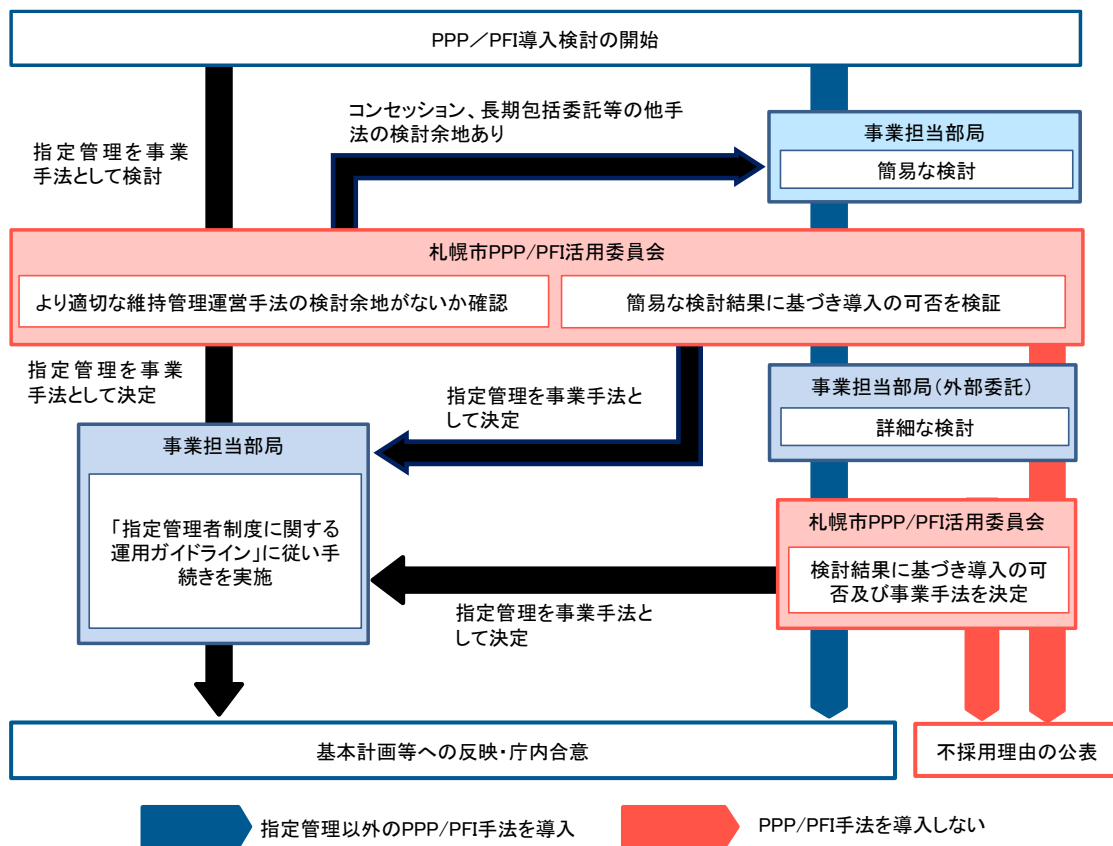 PPP／PFI導入検討の開始
コンセッション、長期包括委託等の他手
法の検討余地あり
指定管理を事業
手法として検討
事業担当部局
簡易な検討
札幌市PPP/PFI活用委員会
より適切な維持管理運営手法の検討余地がないか確認
簡易な検討結果に基づき導入の可否を検証
指定管理を事業
手法として決定
指定管理を事業手法と
して決定
事業担当部局（外部委託）
詳細な検討
事業担当部局
「指定管理者制度に関する
運用ガイドライン」に従い手
続きを実施
札幌市PPP/PFI活用委員会
検討結果に基づき導入の可
否及び事業手法を決定
指定管理を事業手法と
して決定
基本計画等への反映・庁内合意
不採用理由の公表
指定管理以外のPPP/PFI手法を導入
PPP/PFI手法を導入しない